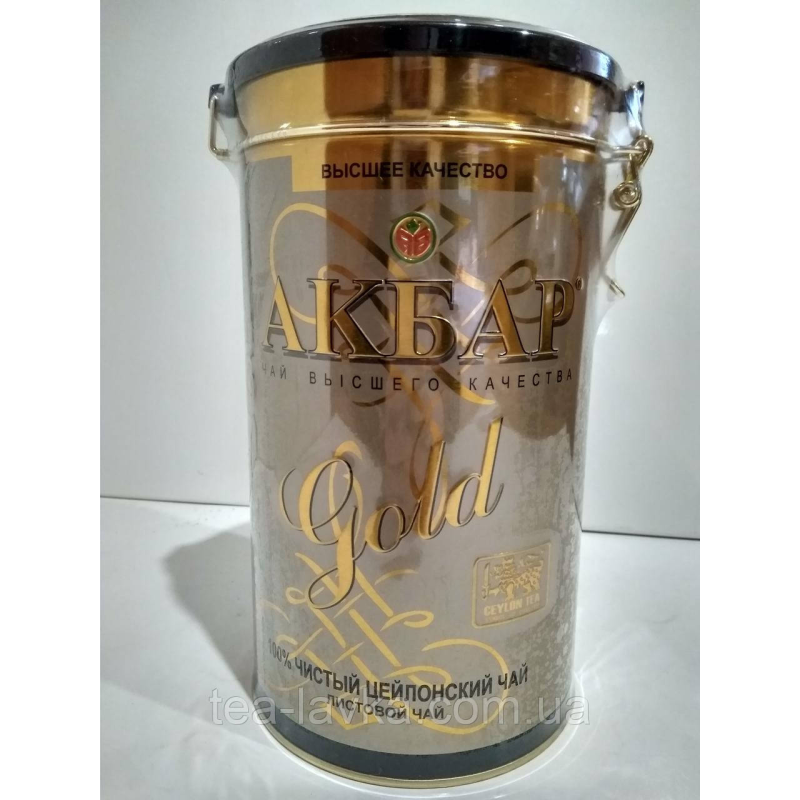 ВЫСШЕЕ КАЧЕСТВО
АКБАР®
ЧАЙ ВЫСШЕГО КАЧЕСТВА
Gold
CEYLON TEA
100% ЧИСТЫЙ ЦЕЙЛОНСКИЙ ЧАЙ
ЛИСТОВОЙ ЧАЙ
tea-lavka.com.ua